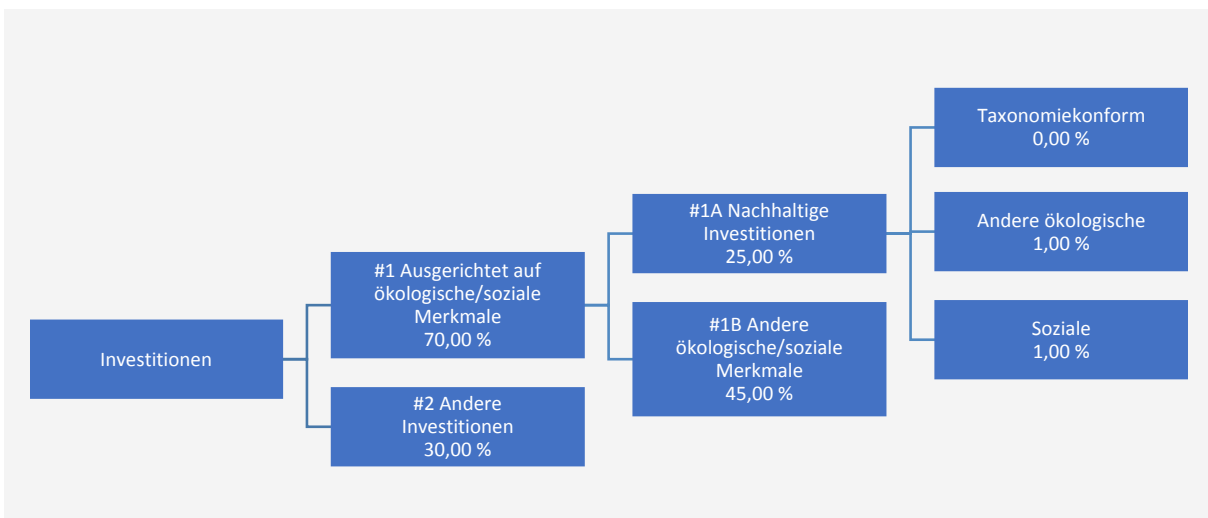 Investitionen
#1 Ausgerichtet auf
ökologische/soziale
Merkmale
70,00 %
#2 Andere
Investitionen
30,00 %
#1A Nachhaltige
Investitionen
25,00 %
#1B Andere
ökologische/soziale
Merkmale
45,00 %
Taxonomiekonform
0,00 %
Andere ökologische
1,00 %
Soziale
1,00 %